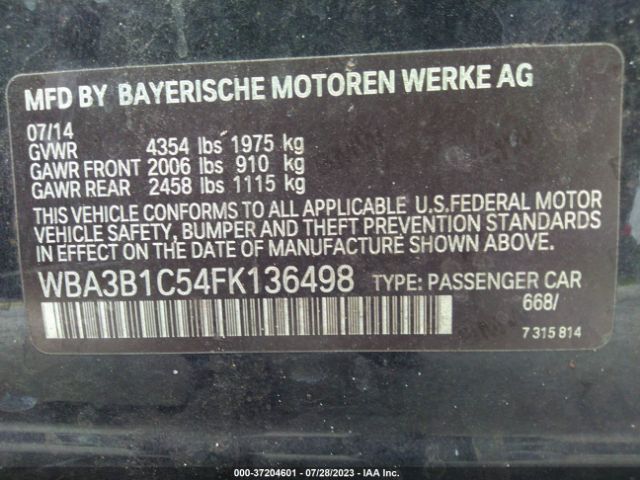 MFD BY BAYERISCHE MOTOREN WERKE AG
07/14
GVWR 4354 lbs 1975 kg
GAWR FRONT 2006 lbs 910 kg
GAWR REAR 2458 lbs 1115 kg
THIS VEHICLE CONFORMS TO ALL APPLICABLE U.S.FEDERAL MOTOR
VEHICLE SAFETY, BUMPER AND THEFT PREVENTION STANDARDS
IN EFFECT ON THE DATE OF MANUFACTURE SHOWN ABOVE.
WBA3B1C54FK136498 TYPE: PASSENGER CAR
668/
7 315 814
000-37204601 / 07/28/2023 - IAA Inc.